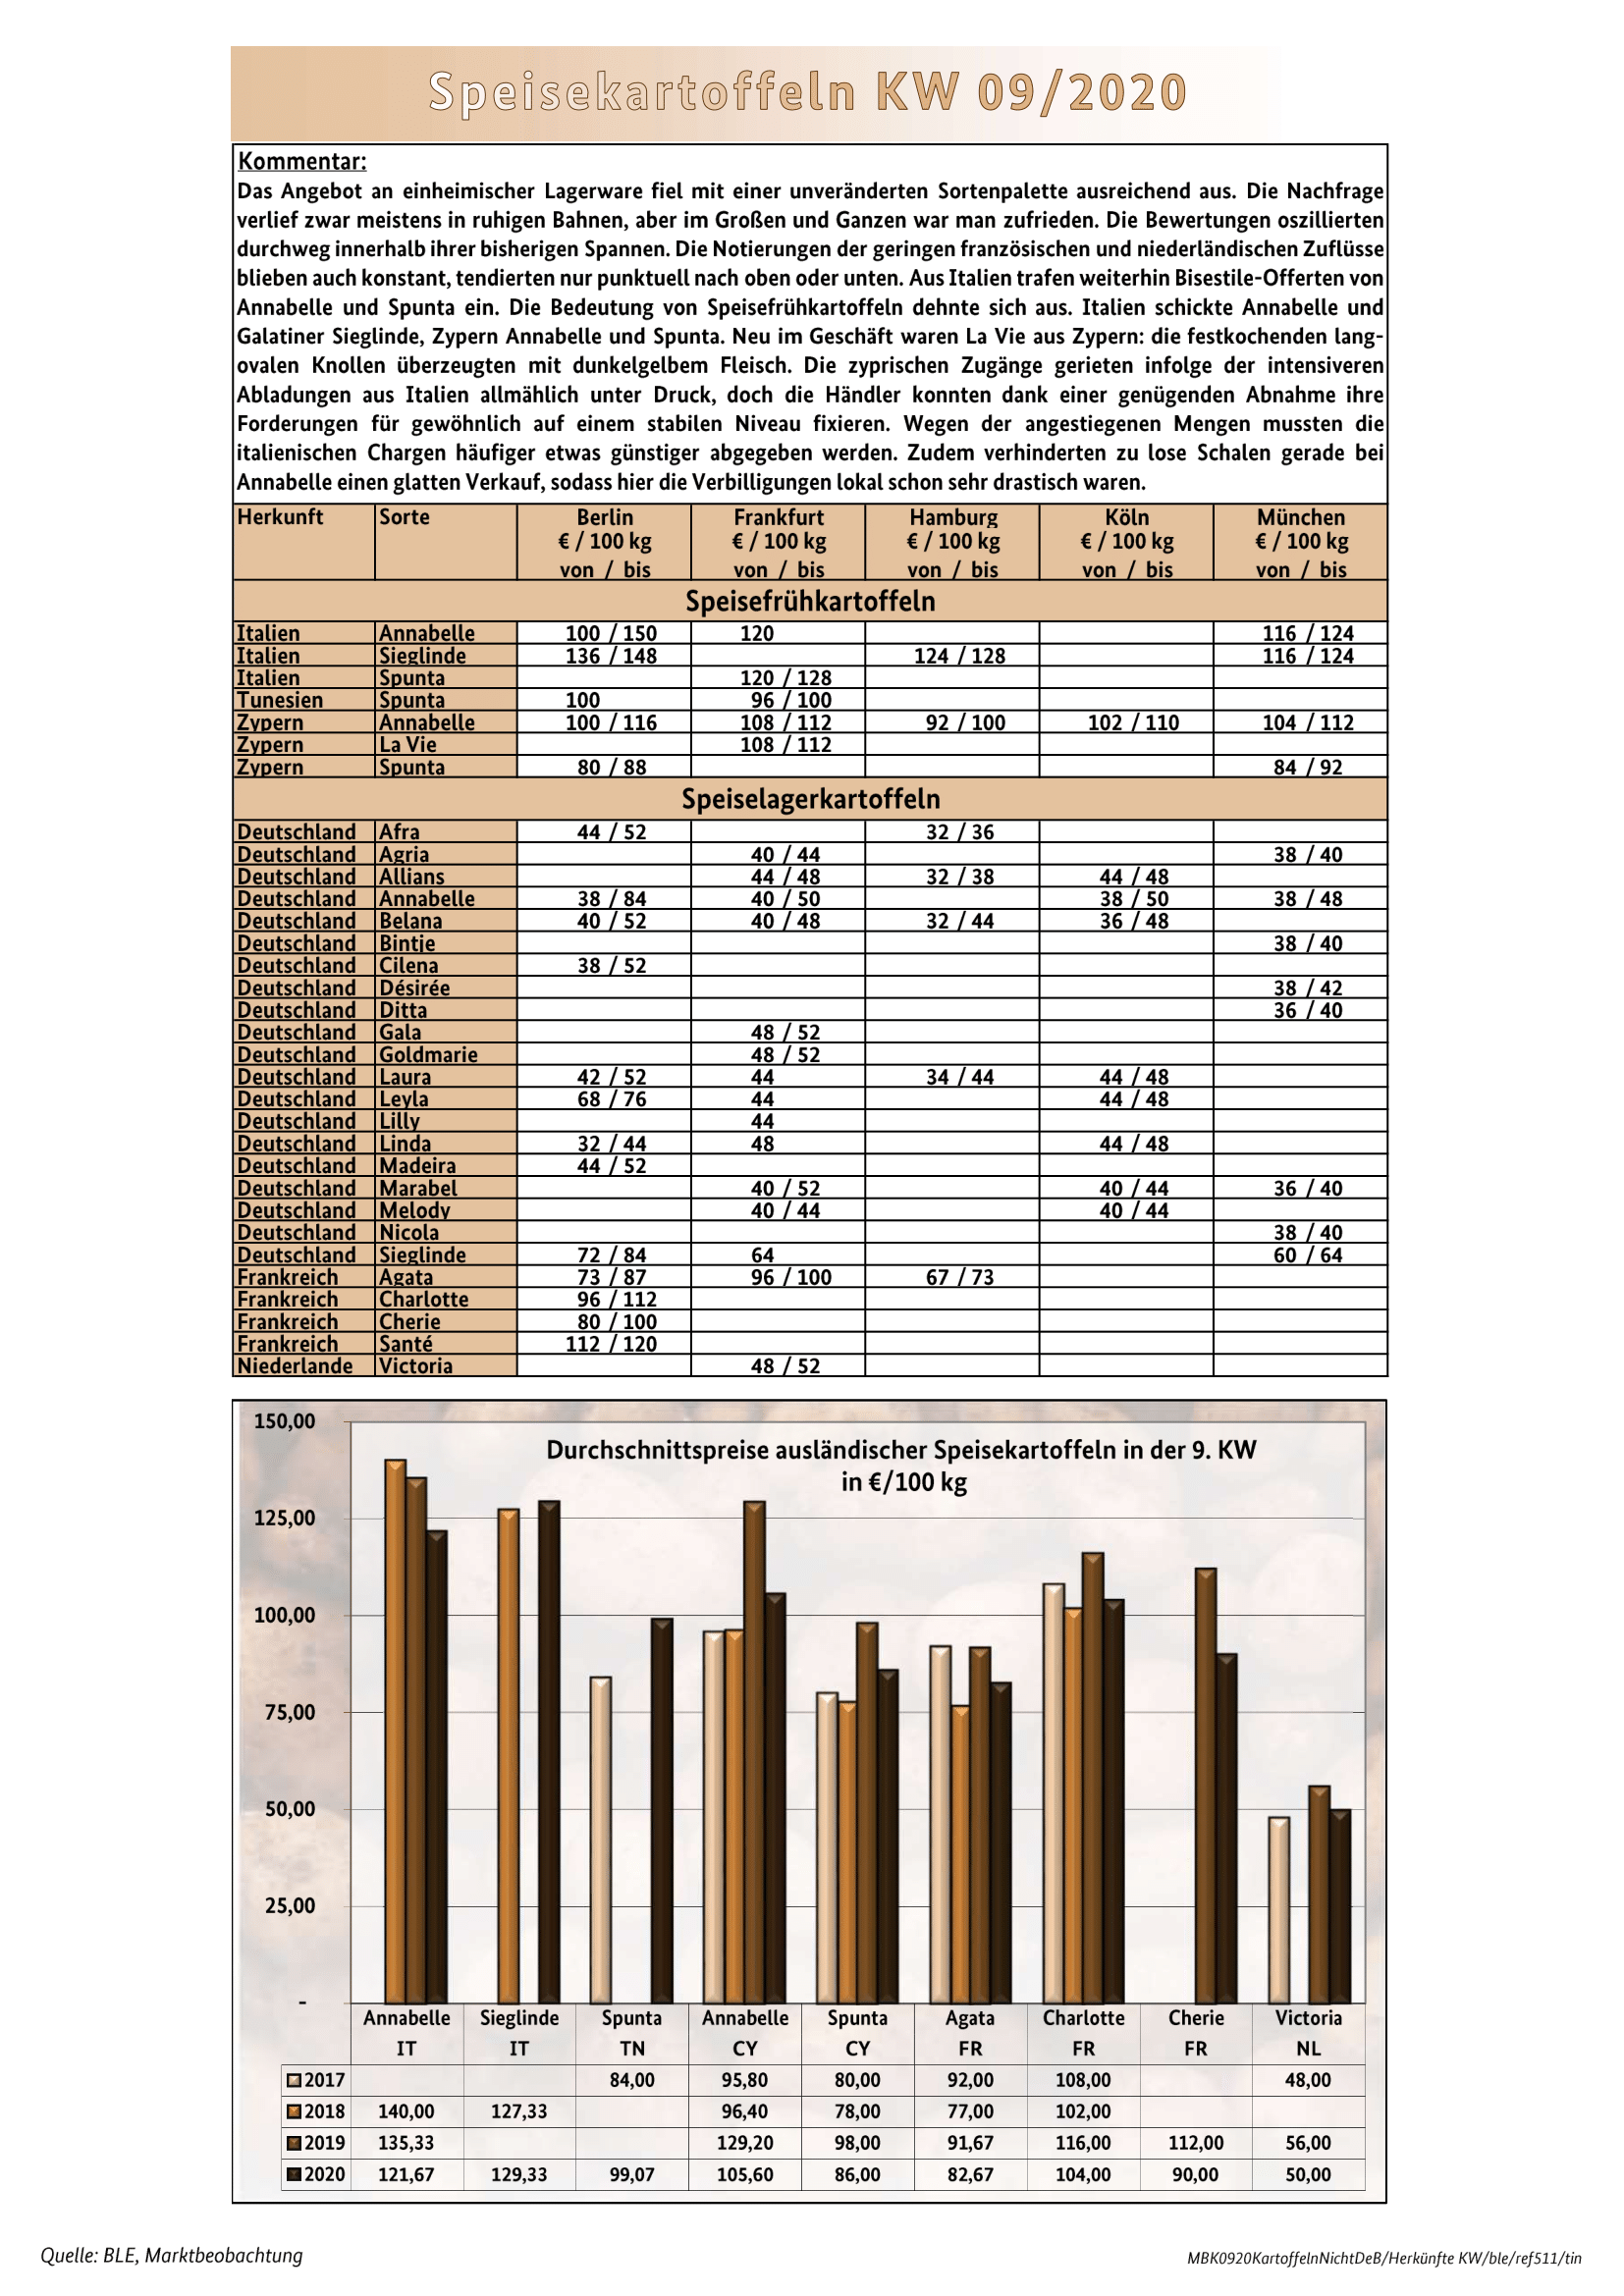 Speisekartoffeln KW 09/2020
Kommentar:
Das Angebot an einheimischer Lagerware fiel mit einer unveränderten Sortenpalette ausreichend aus. Die Nachfrage
verlief zwar meistens in ruhigen Bahnen, aber im Großen und Ganzen war man zufrieden. Die Bewertungen oszillierten
durchweg innerhalb ihrer bisherigen Spannen. Die Notierungen der geringen französischen und niederländischen Zuflüsse
blieben auch konstant, tendierten nur punktuell nach oben oder unten. Aus Italien trafen weiterhin Bisestile-Offerten von
Annabelle und Spunta ein. Die Bedeutung von Speisefrühkartoffeln dehnte sich aus. Italien schickte Annabelle und
Galatiner Sieglinde, Zypern Annabelle und Spunta. Neu im Geschäft waren La Vie aus Zypern: die festkochenden lang-
ovalen Knollen überzeugten mit dunkelgelbem Fleisch. Die zyprischen Zugänge gerieten infolge der intensiveren
Abladungen aus Italien allmählich unter Druck, doch die Händler konnten dank einer genügenden Abnahme ihre
Forderungen für gewöhnlich auf einem stabilen Niveau fixieren. Wegen der angestiegenen Mengen mussten die
italienischen Chargen häufiger etwas günstiger abgegeben werden. Zudem verhinderten zu lose Schalen gerade bei
Annabelle einen glatten Verkauf, sodass hier die Verbilligungen lokal schon sehr drastisch waren.
Herkunft Sorte Berlin Frankfurt Hamburg Köln München
€ / 100 kg € / 100 kg € / 100 kg € / 100 kg € / 100 kg
von / bis von / bis von / bis von / bis von / bis
Speisefrühkartoffeln
Italien Annabelle 100 / 150 120 116 / 124
Italien Sieglinde 136 / 148 124 / 128 116 / 124
Italien Spunta 120 / 128
Tunesien Spunta 100 96 / 100
Zypern Annabelle 100 / 116 108 / 112 92 / 100 102 / 110 104 / 112
Zypern La Vie 108 / 112
Zypern Spunta 80 / 88 84 / 92
Speiselagerkartoffeln
Deutschland Afra 44 / 52 32 / 36
Deutschland Agria 40 / 44 38 / 40
Deutschland Allians 44 / 48 32 / 38 44 / 48
Deutschland Annabelle 38 / 84 40 / 50 38 / 50 38 / 48
Deutschland Belana 40 / 52 40 / 48 32 / 44 36 / 48
Deutschland Bintje 38 / 40
Deutschland Cilena 38 / 52
Deutschland Désirée 38 / 42
Deutschland Ditta 36 / 40
Deutschland Gala 48 / 52
Deutschland Goldmarie 48 / 52
Deutschland Laura 42 / 52 44 34 / 44 44 / 48
Deutschland Leyla 68 / 76 44 44 / 48
Deutschland Lilly 44
Deutschland Linda 32 / 44 48 44 / 48
Deutschland Madeira 44 / 52
Deutschland Marabel 40 / 52 40 / 44 36 / 40
Deutschland Melody 40 / 44 40 / 44
Deutschland Nicola 38 / 40
Deutschland Sieglinde 72 / 84 64 60 / 64
Frankreich Agata 73 / 87 96 / 100 67 / 73
Frankreich Charlotte 96 / 112
Frankreich Cherie 80 / 100
Frankreich Santé 112 / 120
Niederlande Victoria 48 / 52
Durchschnittspreise ausländischer Speisekartoffeln in der 9. KW
in €/100 kg
150,00
125,00
100,00
75,00
50,00
25,00
-
Annabelle Sieglinde Spunta Annabelle Spunta Agata Charlotte Cherie Victoria
IT IT TN CY CY FR FR FR NL
2017 84,00 95,80 80,00 92,00 108,00 48,00
2018 140,00 127,33 96,40 78,00 77,00 102,00
2019 135,33 129,20 98,00 91,67 116,00 112,00 56,00
2020 121,67 129,33 99,07 105,60 86,00 82,67 104,00 90,00 50,00
Quelle: BLE, Marktbeobachtung
MBK0920KartoffelnNichtDeB/Herkünfte KW/ble/ref511/tin